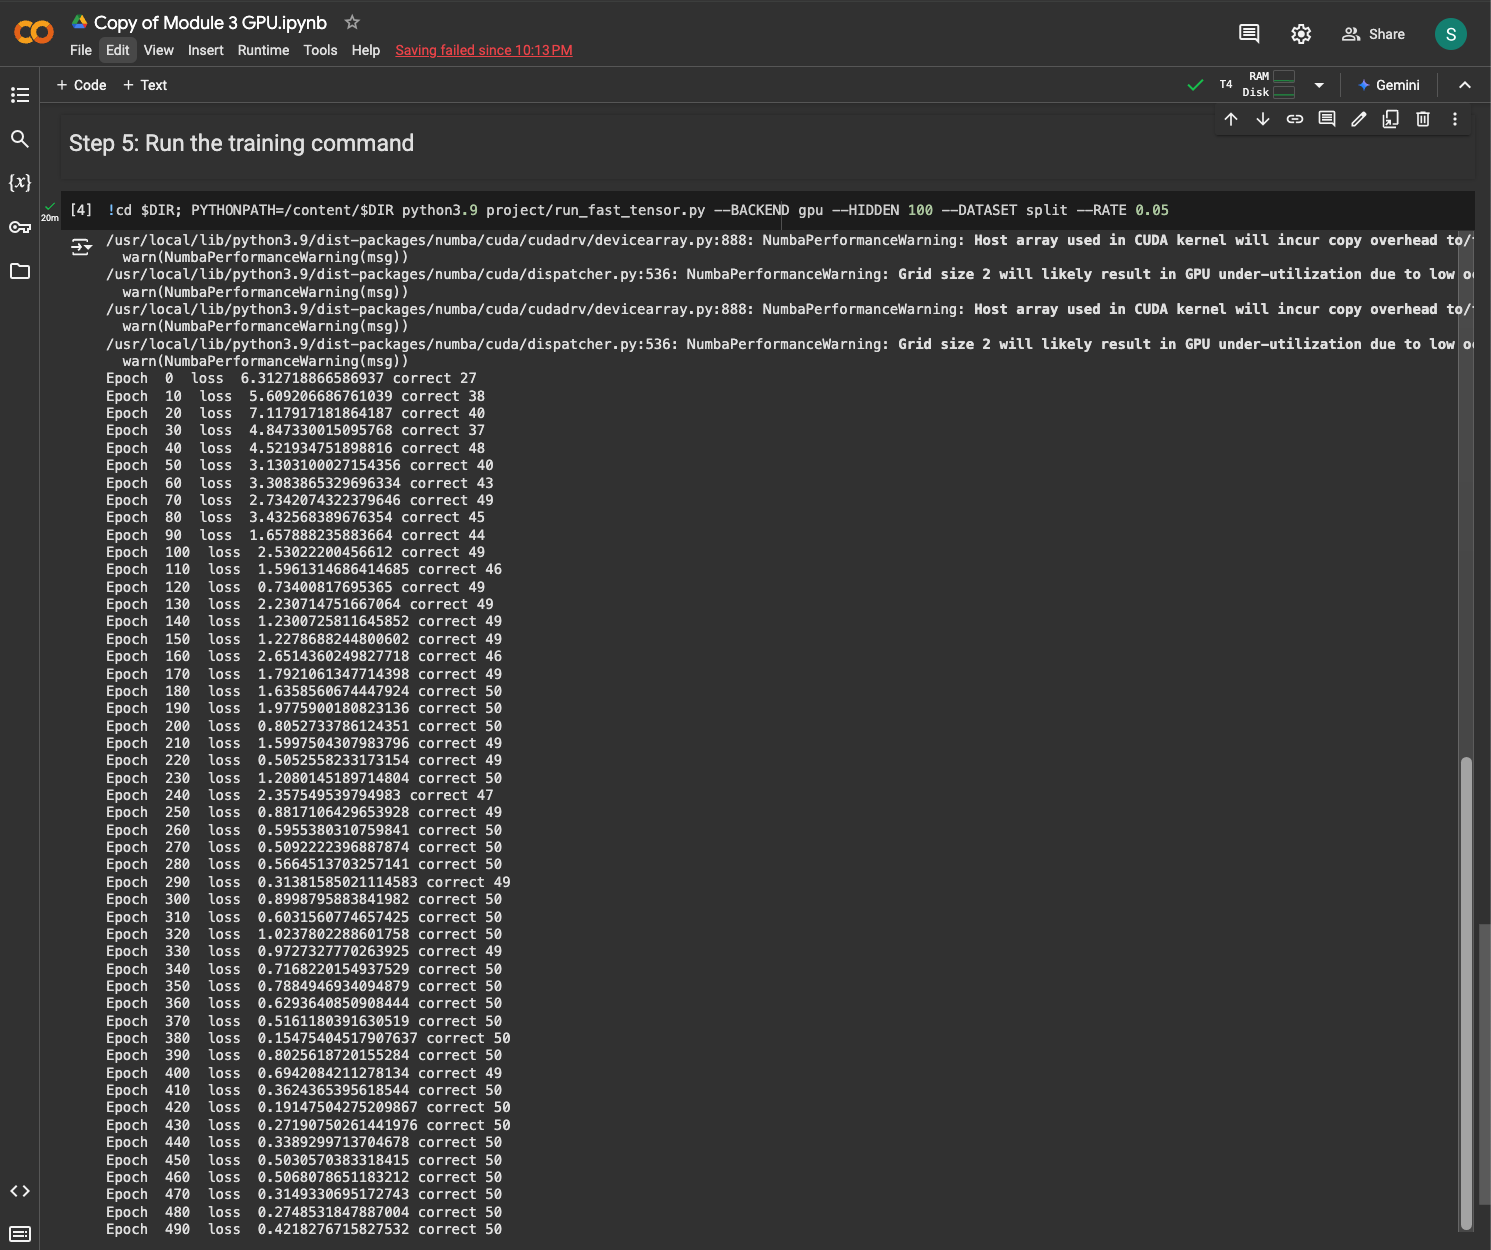 Copy of Module 3 GPU.ipynb
File Edit View Insert Runtime Tools Help Saving failed since 10:13 PM
Share
S
+ Code + Text
T4
RAM
Disk
Gemini
Step 5: Run the training command
{x}
20m
[4] !cd $DIR; PYTHONPATH=/content/$DIR python3.9 project/run_fast_tensor.py --BACKEND gpu --HIDDEN 100 --DATASET split --RATE 0.05
/usr/local/lib/python3.9/dist-packages/numba/cuda/cudadrv/devicearray.py:888: NumbaPerformanceWarning: Host array used in CUDA kernel will incur copy overhead to/
warn(NumbaPerformanceWarning(msg))
/usr/local/lib/python3.9/dist-packages/numba/cuda/dispatcher.py:536: NumbaPerformanceWarning: Grid size 2 will likely result in GPU under-utilization due to low
warn(NumbaPerformanceWarning(msg))
/usr/local/lib/python3.9/dist-packages/numba/cuda/cudadrv/devicearray.py:888: NumbaPerformanceWarning: Host array used in CUDA kernel will incur copy overhead to/
warn(NumbaPerformanceWarning(msg))
/usr/local/lib/python3.9/dist-packages/numba/cuda/dispatcher.py:536: NumbaPerformanceWarning: Grid size 2 will likely result in GPU under-utilization due to low
warn(NumbaPerformanceWarning(msg))
Epoch 0 loss 6.312718866586937 correct 27
Epoch 10 loss 5.609206686761039 correct 38
Epoch 20 loss 7.117917181864187 correct 40
Epoch 30 loss 4.847330015095768 correct 37
Epoch 40 loss 4.521934751898816 correct 48
Epoch 50 loss 3.1303100027154356 correct 40
Epoch 60 loss 3.3083865329696334 correct 43
Epoch 70 loss 2.7342074322379646 correct 49
Epoch 80 loss 3.432568389676354 correct 45
Epoch 90 loss 1.657888235883664 correct 44
Epoch 100 loss 2.53022200456612 correct 49
Epoch 110 loss 1.5961314686414685 correct 46
Epoch 120 loss 0.73400817695365 correct 49
Epoch 130 loss 2.230714751667064 correct 49
Epoch 140 loss 1.2300725811645852 correct 49
Epoch 150 loss 1.2278688244800602 correct 49
Epoch 160 loss 2.6514360249827718 correct 46
Epoch 170 loss 1.7921061347714398 correct 49
Epoch 180 loss 1.6358560674447924 correct 50
Epoch 190 loss 1.9775900180823136 correct 50
Epoch 200 loss 0.8052733786124351 correct 50
Epoch 210 loss 1.5997504307983796 correct 49
Epoch 220 loss 0.5052558233173154 correct 49
Epoch 230 loss 1.2080145189714804 correct 50
Epoch 240 loss 2.357549539794983 correct 47
Epoch 250 loss 0.8817106429653928 correct 49
Epoch 260 loss 0.5955380310759841 correct 50
Epoch 270 loss 0.5092222396887874 correct 50
Epoch 280 loss 0.5664513703257141 correct 50
Epoch 290 loss 0.31381585021114583 correct 49
Epoch 300 loss 0.8998795883841982 correct 50
Epoch 310 loss 0.6031560774657425 correct 50
Epoch 320 loss 1.0237802288601758 correct 50
Epoch 330 loss 0.9727327770263925 correct 49
Epoch 340 loss 0.7168220154937529 correct 50
Epoch 350 loss 0.7884946934094879 correct 50
Epoch 360 loss 0.6293640850908444 correct 50
Epoch 370 loss 0.5161180391630519 correct 50
Epoch 380 loss 0.15475404517907637 correct 50
Epoch 390 loss 0.8025618720155284 correct 50
Epoch 400 loss 0.6942084211278134 correct 49
Epoch 410 loss 0.3624365395618544 correct 50
Epoch 420 loss 0.19147504275209867 correct 50
Epoch 430 loss 0.27190750261441976 correct 50
Epoch 440 loss 0.3389299713704678 correct 50
Epoch 450 loss 0.5030570383318415 correct 50
Epoch 460 loss 0.5068078651183212 correct 50
Epoch 470 loss 0.3149330695172743 correct 50
Epoch 480 loss 0.2748531847887004 correct 50
Epoch 490 loss 0.4218276715827532 correct 50